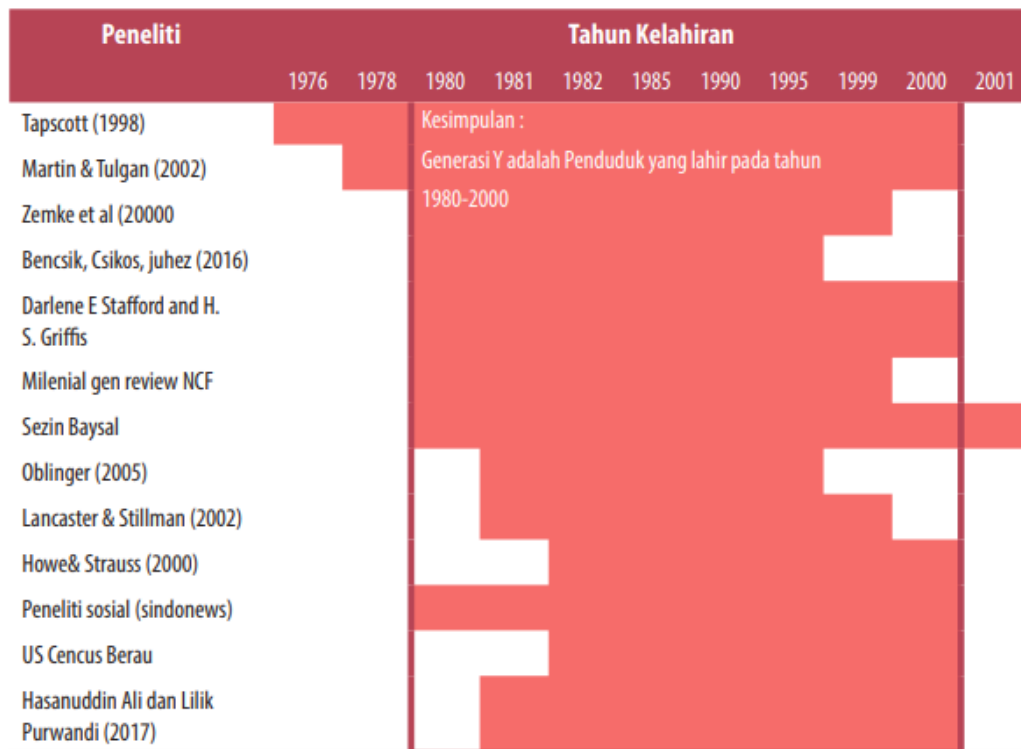 Peneliti
Tahun Kelahiran
1976 1978 1980 1981 1982 1985 1990 1995 1999 2000 2001
Tapscott (1998)
Kesimpulan :
Martin & Tulgan (2002)
Generasi Y adalah Penduduk yang lahir pada tahun
Zemke et al (20000
1980-2000
Bencsik, Csikos, juhez (2016)
Darlene E Stafford and H.
S. Griffis
Milenial gen review NCF
Sezin Baysal
Oblinger (2005)
Lancaster & Stillman (2002)
Howe& Strauss (2000)
Peneliti sosial (sindonews)
US Cencus Berau
Hasanuddin Ali dan Lilik
Purwandi (2017)